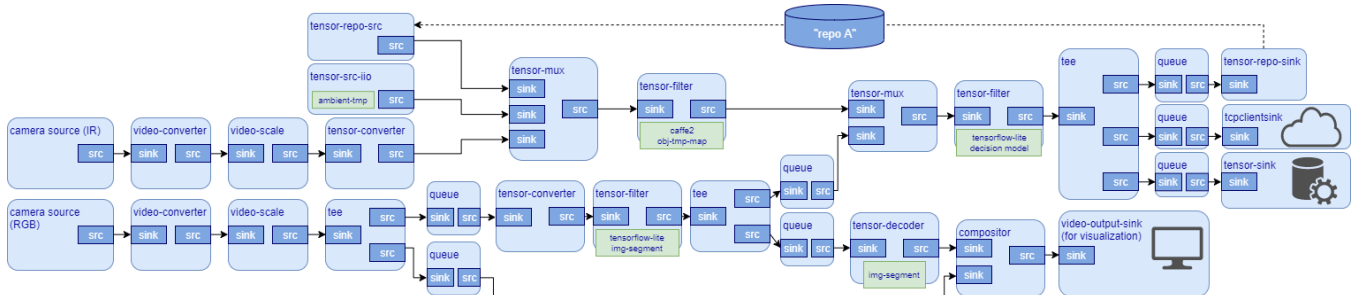 tensor-repo-src
src
"repo A"
tensor-src-iio
ambient-tmp
src
tensor-mux
sink
sink
sink
src
tensor-filter
sink
src
caffe2
obj-tmp-map
tensor-mux
sink
sink
src
tensor-filter
sink
src
tensorflow-lite
decision model
tee
sink
src
src
src
queue
sink
src
tensor-repo-sink
sink
queue
sink
src
tcpclientsink
sink
queue
sink
src
tensor-sink
sink
camera source (IR)
src
video-converter
sink
src
video-scale
sink
src
tensor-converter
sink
src
camera source
(RGB)
src
video-converter
sink
src
video-scale
sink
src
tee
sink
src
src
queue
sink
src
tensor-converter
sink
src
tensor-filter
sink
src
tensorflow-lite
img-segment
tee
sink
src
src
queue
sink
src
queue
sink
src
tensor-decoder
sink
src
img-segment
compositor
sink
sink
src
video-output-sink
(for visualization)
sink
queue
sink
src